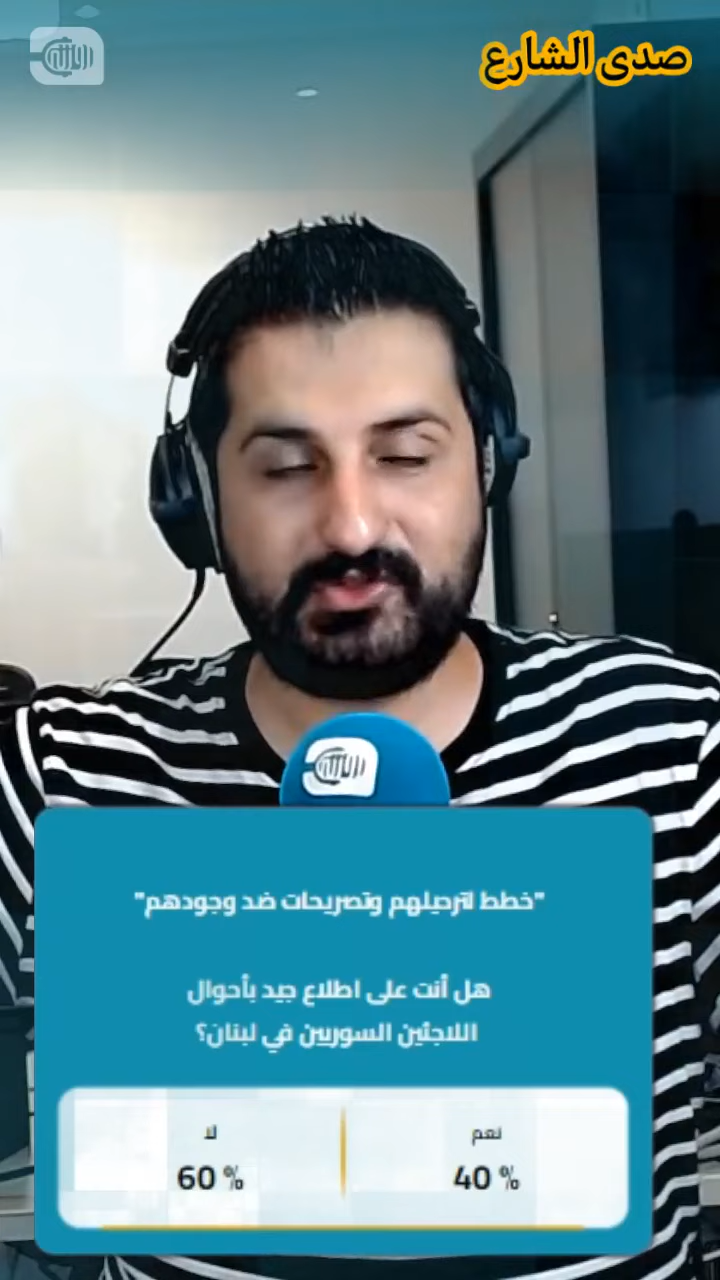 صدى الشارع
"خطط لترحيلهم وتصريحات ضد وجودهم"
هل أنت على اطلاع جيد بأحوال
اللاجئين السوريين في لبنان؟
نعم لا
40 % 60 %